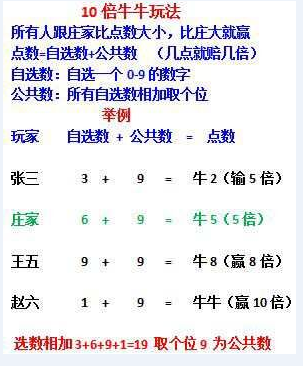 10 倍牛牛玩法
所有人跟庄家比点数大小，比庄大就赢
点数=自选数+公共数 （几点就赔几倍）
自选数：自选一个 0-9 的数字
公共数：所有自选数相加取个位
举例
玩家 自选数 + 公共数 = 点数
张三 3 + 9 = 牛 2（输 5 倍）
庄家 6 + 9 = 牛 5（5 倍）
王五 9 + 9 = 牛 8（赢 8 倍）
赵六 1 + 9 = 牛牛（赢 10 倍）
选数相加 3+6+9+1=19 取个位 9 为公共数